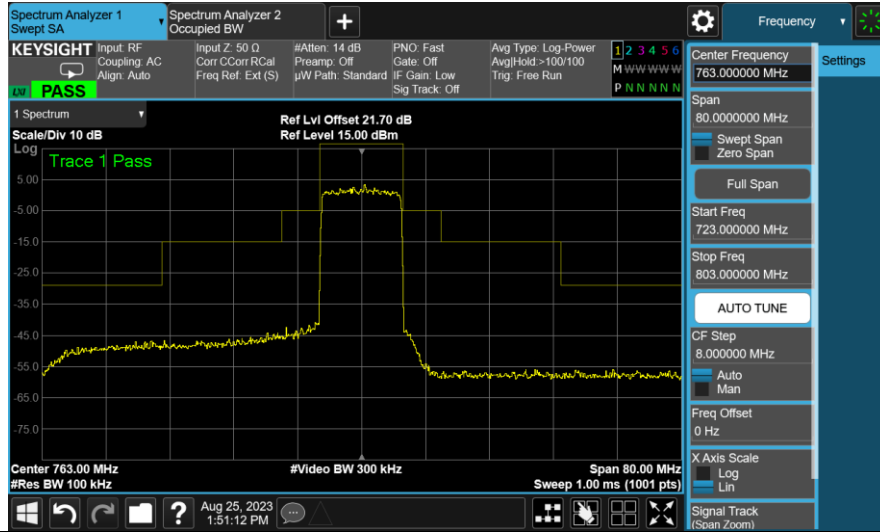 Spectrum Analyzer 1
Swept SA
Spectrum Analyzer 2
Occupied BW
Frequency
KEYSIGHT
Input: RF
Coupling: AC
Align: Auto
Input Z: 50 Ω
Corr CCorr RCal
Freq Ref: Ext (S)
#Atten: 14 dB
Preamp: Off
µW Path: Standard
PNO: Fast
Gate: Off
IF Gain: Low
Sig Track: Off
Avg Type: Log-Power
Avg|Hold:>100/100
Trig: Free Run
1 2 3 4 5 6
M W W W W W
P N N N N N
LXI PASS
1 Spectrum
Scale/Div 10 dB
Ref Lvl Offset 21.70 dB
Ref Level 15.00 dBm
Log
Trace 1 Pass
5.00
-5.00
-15.0
-25.0
-35.0
-45.0
-55.0
-65.0
-75.0
Center 763.00 MHz
#Res BW 100 kHz
#Video BW 300 kHz
Span 80.00 MHz
Sweep 1.00 ms (1001 pts)
Aug 25, 2023
1:51:12 PM
Center Frequency
763.000000 MHz
Settings
Span
80.0000000 MHz
Swept Span
Zero Span
Full Span
Start Freq
723.000000 MHz
Stop Freq
803.000000 MHz
AUTO TUNE
CF Step
8.000000 MHz
Auto
Man
Freq Offset
0 Hz
X Axis Scale
Log
Lin
Signal Track
(Span Zoom)